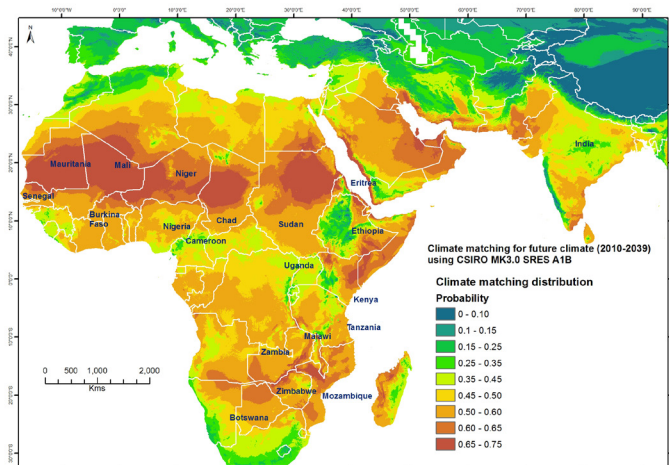 10°0'0"W 0°0'0" 10°0'0"E 20°0'0"E 30°0'0"E 40°0'0"E 50°0'0"E 60°0'0"E 70°0'0"E 80°0'0"E 90°0'0"E
N
40°0'0"N
30°0'0"N
20°0'0"N
10°0'0"N
0°0'0"
10°0'0"S
20°0'0"S
30°0'0"S
India
Mauritania
Mali
Niger
Eritrea
Senegal
Burkina
Faso
Chad
Nigeria
Sudan
Ethiopia
Cameroon
Uganda
Kenya
Tanzania
Malawi
Zambia
Zimbabwe
Mozambique
Botswana
Climate matching for future climate (2010-2039)
using CSIRO MK3.0 SRES A1B
Climate matching distribution
Probability
0 - 0.10
0.1 - 0.15
0.15 - 0.25
0.25 - 0.35
0.35 - 0.45
0.45 - 0.50
0.50 - 0.60
0.60 - 0.65
0.65 - 0.75
0 500 1,000 2,000
Kms